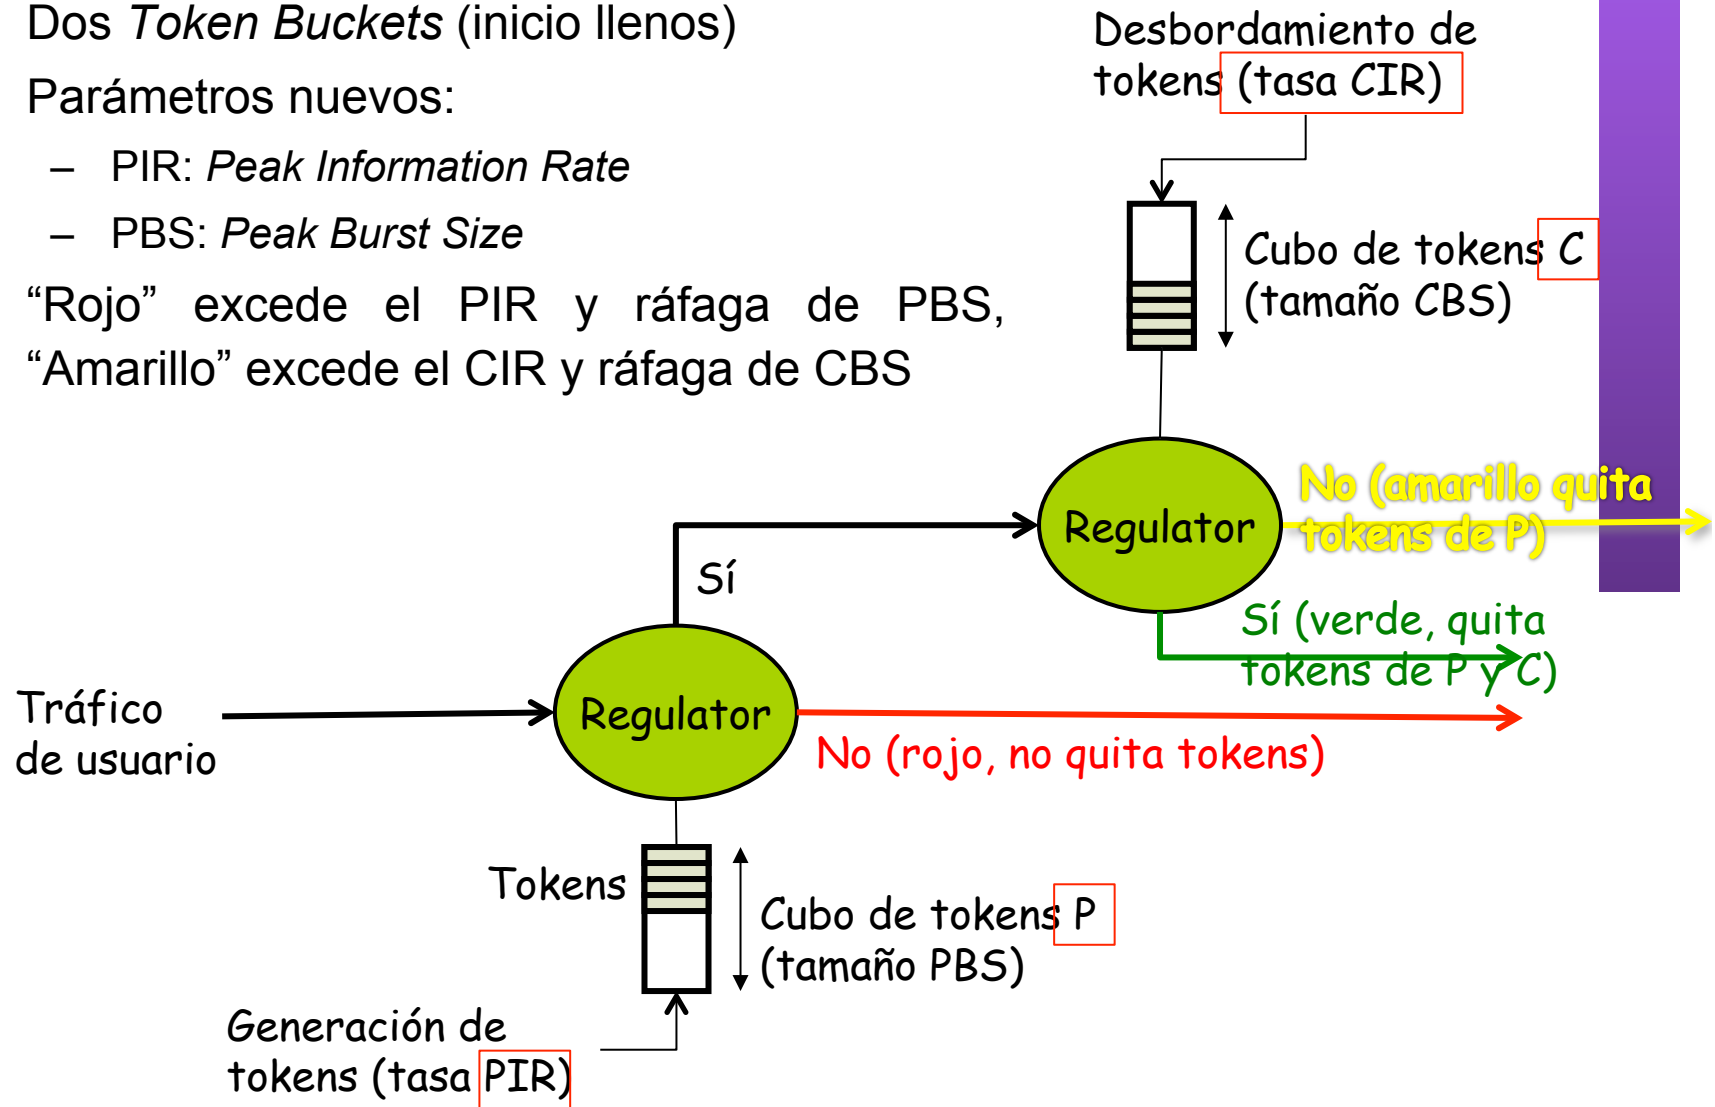 Dos Token Buckets (inicio llenos)
Parámetros nuevos:
– PIR: Peak Information Rate
– PBS: Peak Burst Size
“Rojo” excede el PIR y ráfaga de PBS,
“Amarillo” excede el CIR y ráfaga de CBS
Desbordamiento de
tokens (tasa CIR)
Cubo de tokens C
(tamaño CBS)
Regulator
No (amarillo quita
tokens de P)
Sí
Sí (verde, quita
tokens de P y C)
Tráfico
de usuario
Regulator
No (rojo, no quita tokens)
Tokens
Cubo de tokens P
(tamaño PBS)
Generación de
tokens (tasa PIR)